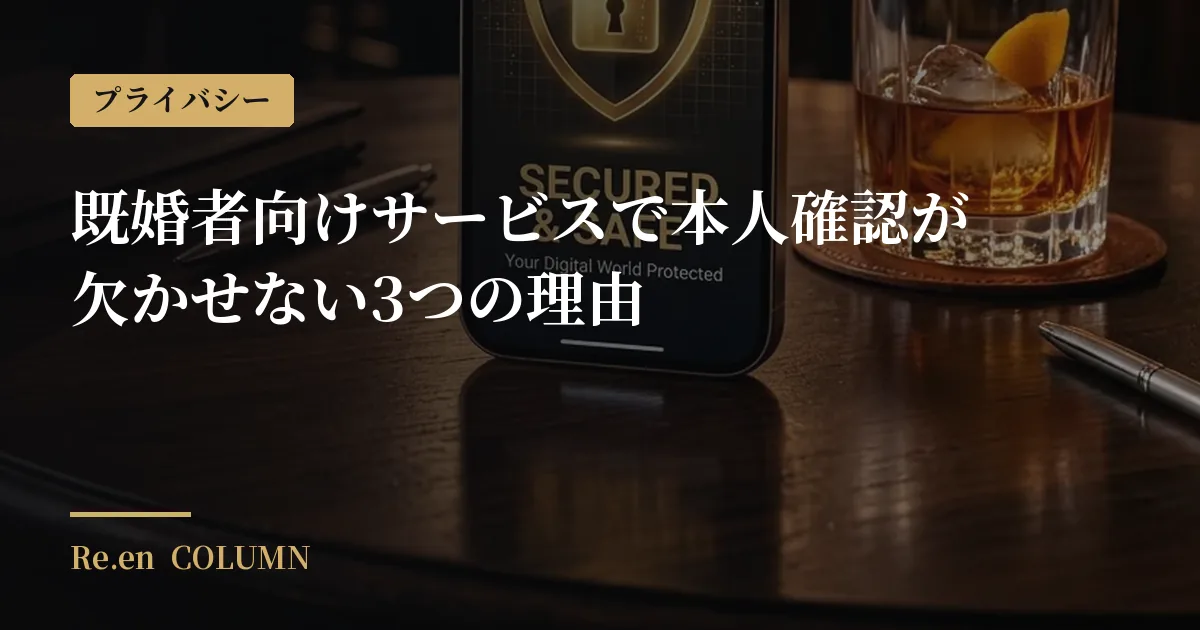 プライバシー
SECURED
& SAFE
Your Digital World Protected
既婚者向けサービスで本人確認が
欠かせない3つの理由
Re.en COLUMN